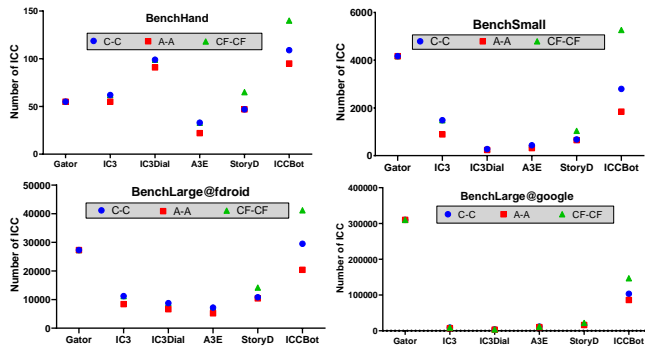 BenchHand
C-C A-A CF-CF
Number of ICC
150
100
50
0
Gator IC3 IC3Dial A3E StoryD ICCBot
BenchSmall
C-C A-A CF-CF
Number of ICC
6000
4000
2000
0
Gator IC3 IC3Dial A3E StoryD ICCBot
BenchLarge@fdroid
C-C A-A CF-CF
Number of ICC
50000
40000
30000
20000
10000
0
Gator IC3 IC3Dial A3E StoryD ICCBot
BenchLarge@google
C-C A-A CF-CF
Number of ICC
400000
300000
200000
100000
0
Gator IC3 IC3Dial A3E StoryD ICCBot